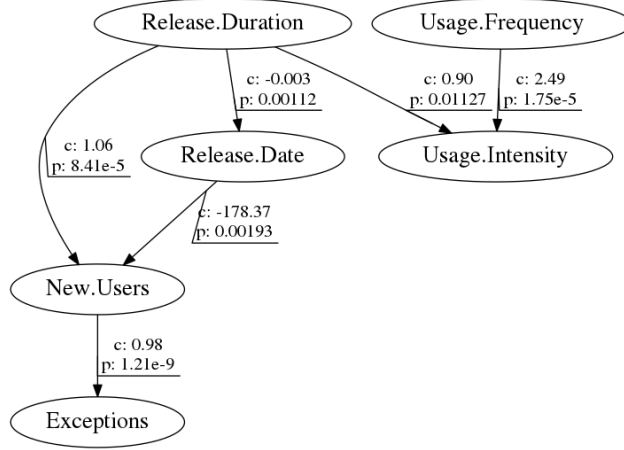 Release.Duration
Usage.Frequency
c: -0.003
p: 0.00112
c: 0.90
p: 0.01127
c: 2.49
p: 1.75e-5
c: 1.06
p: 8.41e-5
Release.Date
Usage.Intensity
c: -178.37
p: 0.00193
New.Users
c: 0.98
p: 1.21e-9
Exceptions